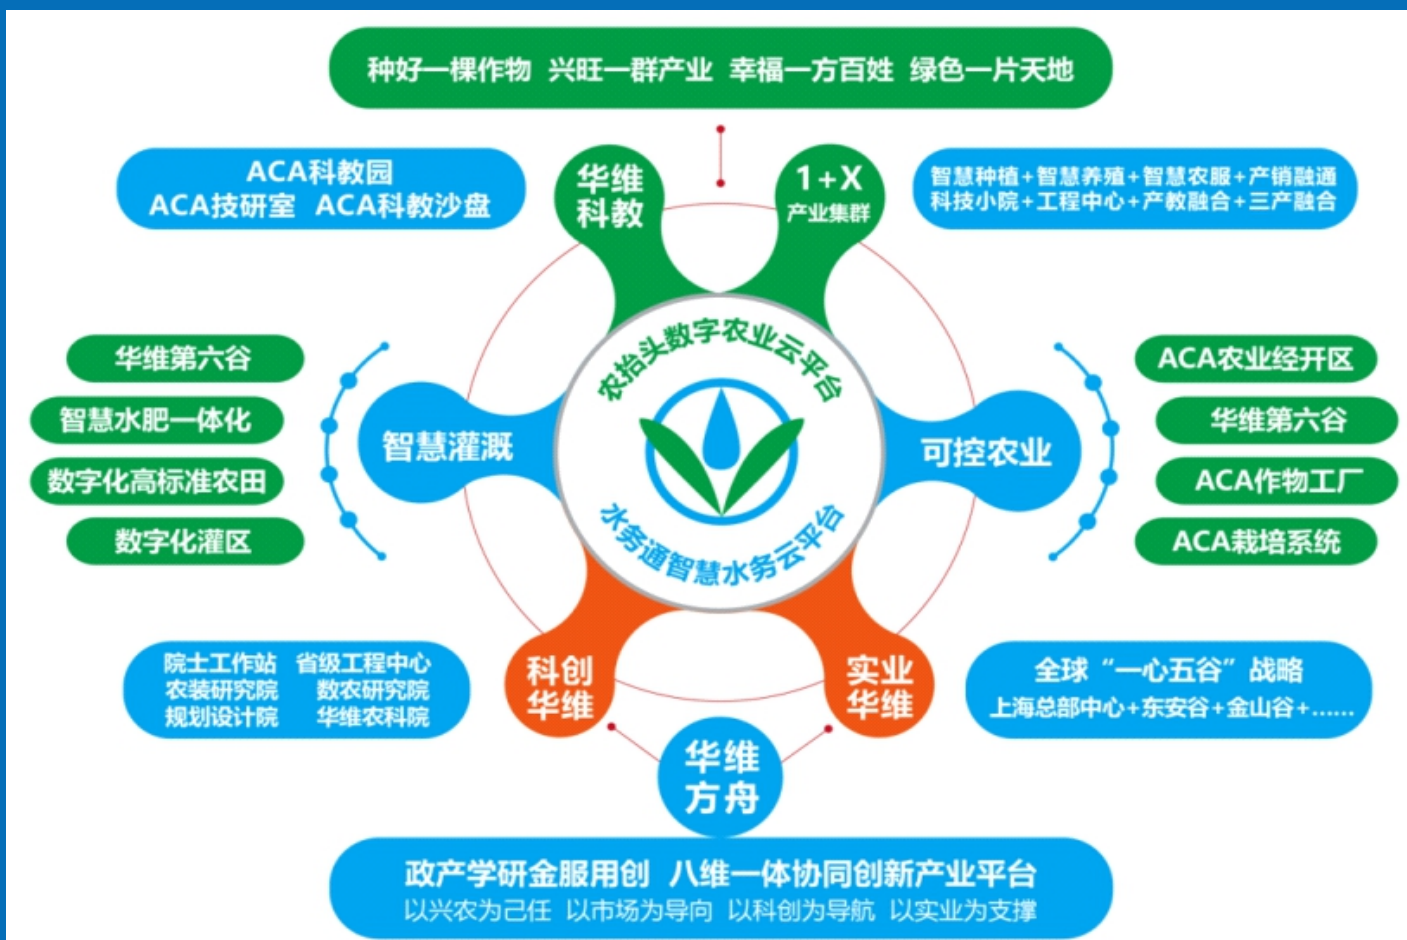 种好一棵作物 兴旺一群产业 幸福一方百姓 绿色一片天地
ACA科教园
ACA技研室 ACA科教沙盘
华维
科教
1+X
产业集群
智慧种植+智慧养殖+智慧农服+产销融通
科技小院+工程中心+产教融合+三产融合
农抬头数字农业云平台
水务通智慧水务云平台
华维第六谷
智慧水肥一体化
数字化高标准农田
数字化灌区
智慧灌溉
可控农业
ACA农业经开区
华维第六谷
ACA作物工厂
ACA栽培系统
院士工作站 省级工程中心
农装研究院 数农研究院
规划设计院 华维农科院
科创
华维
实业
华维
全球“一心五谷”战略
上海总部中心+东安谷+金山谷+……
华维
方舟
政产学研金服用创 八维一体协同创新产业平台
以兴农为己任 以市场为导向 以科创为导航 以实业为支撑